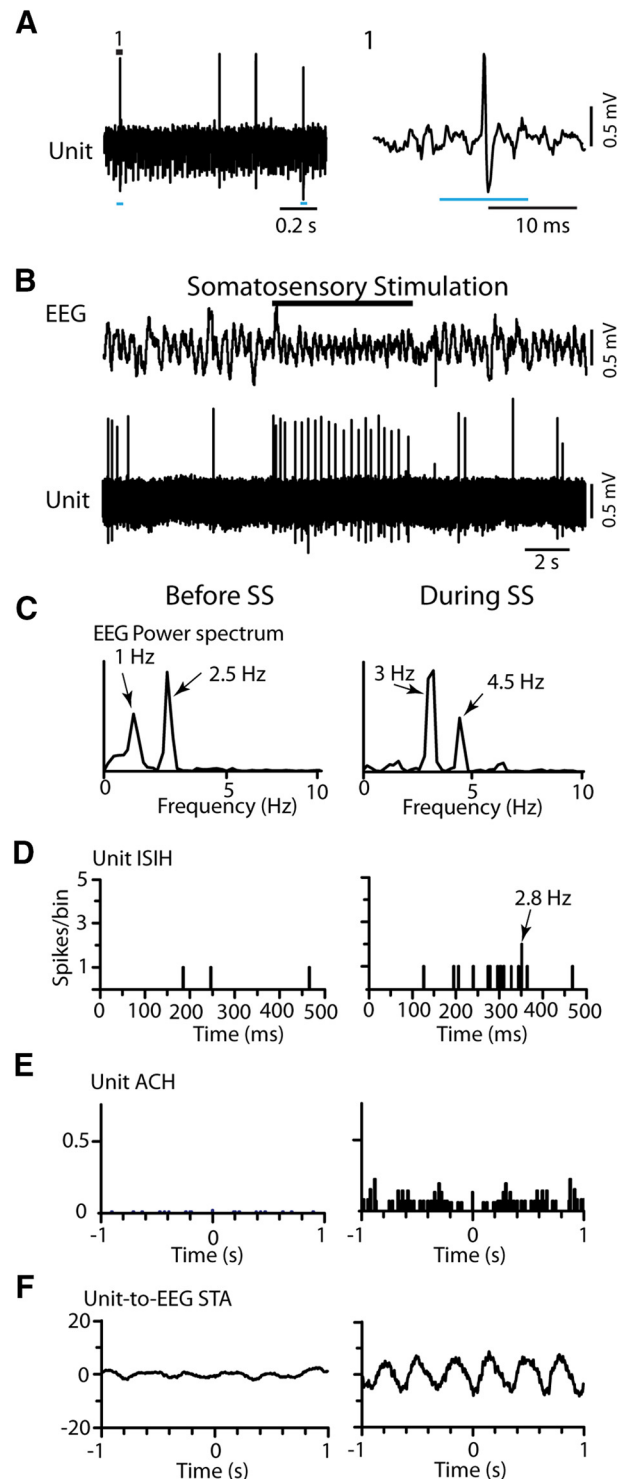 A
1
1
Unit
0.5 mV
0.2 s
10 ms
B
Somatosensory Stimulation
EEG
0.5 mV
Unit
0.5 mV
2 s
C
Before SS
During SS
EEG Power spectrum
1 Hz
2.5 Hz
3 Hz
4.5 Hz
0 5 10
0 5 10
Frequency (Hz)
Frequency (Hz)
D
Unit ISIH
Spikes/bin
5
3
1
2.8 Hz
0 100 200 300 400 500
0 100 200 300 400 500
Time (ms)
Time (ms)
E
Unit ACH
0.5
0
-1 0 1
-1 0 1
Time (s)
Time (s)
F
Unit-to-EEG STA
20
0
-20
-1 0 1
-1 0 1
Time (s)
Time (s)